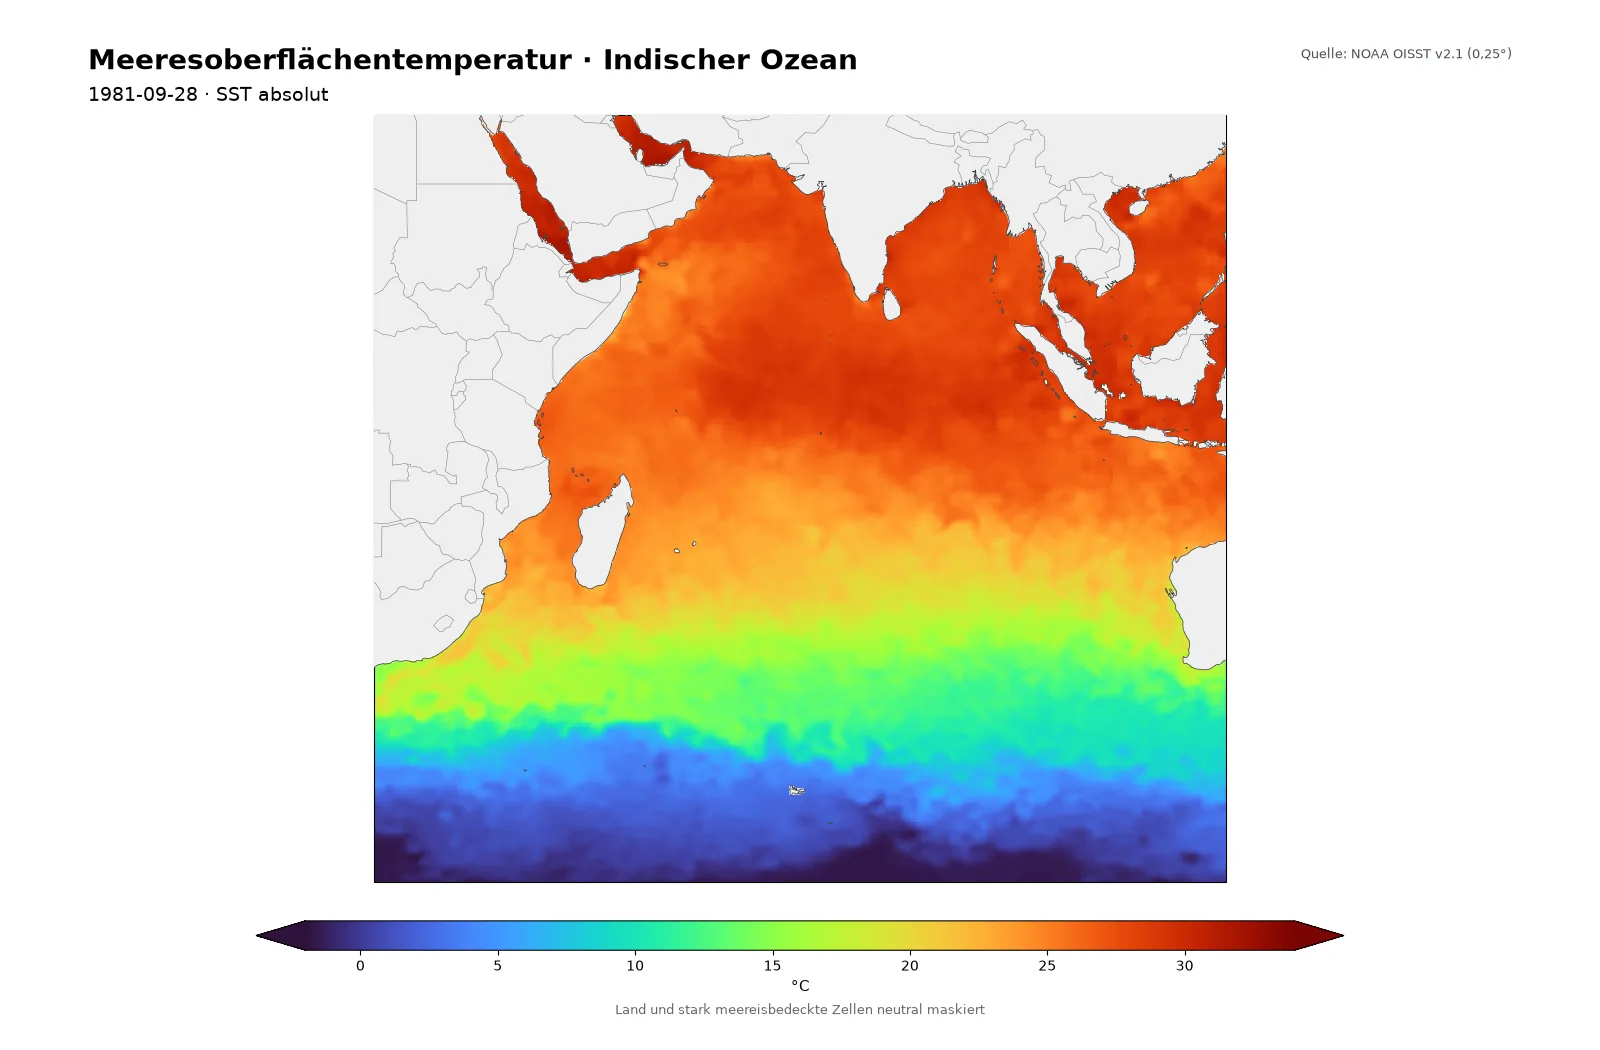 Meeresoberflächentemperatur · Indischer Ozean
Quelle: NOAA OISST v2.1 (0,25°)
1981-09-28 · SST absolut
0 5 10 15 20 25 30
°C
Land und stark meereisbedeckte Zellen neutral maskiert